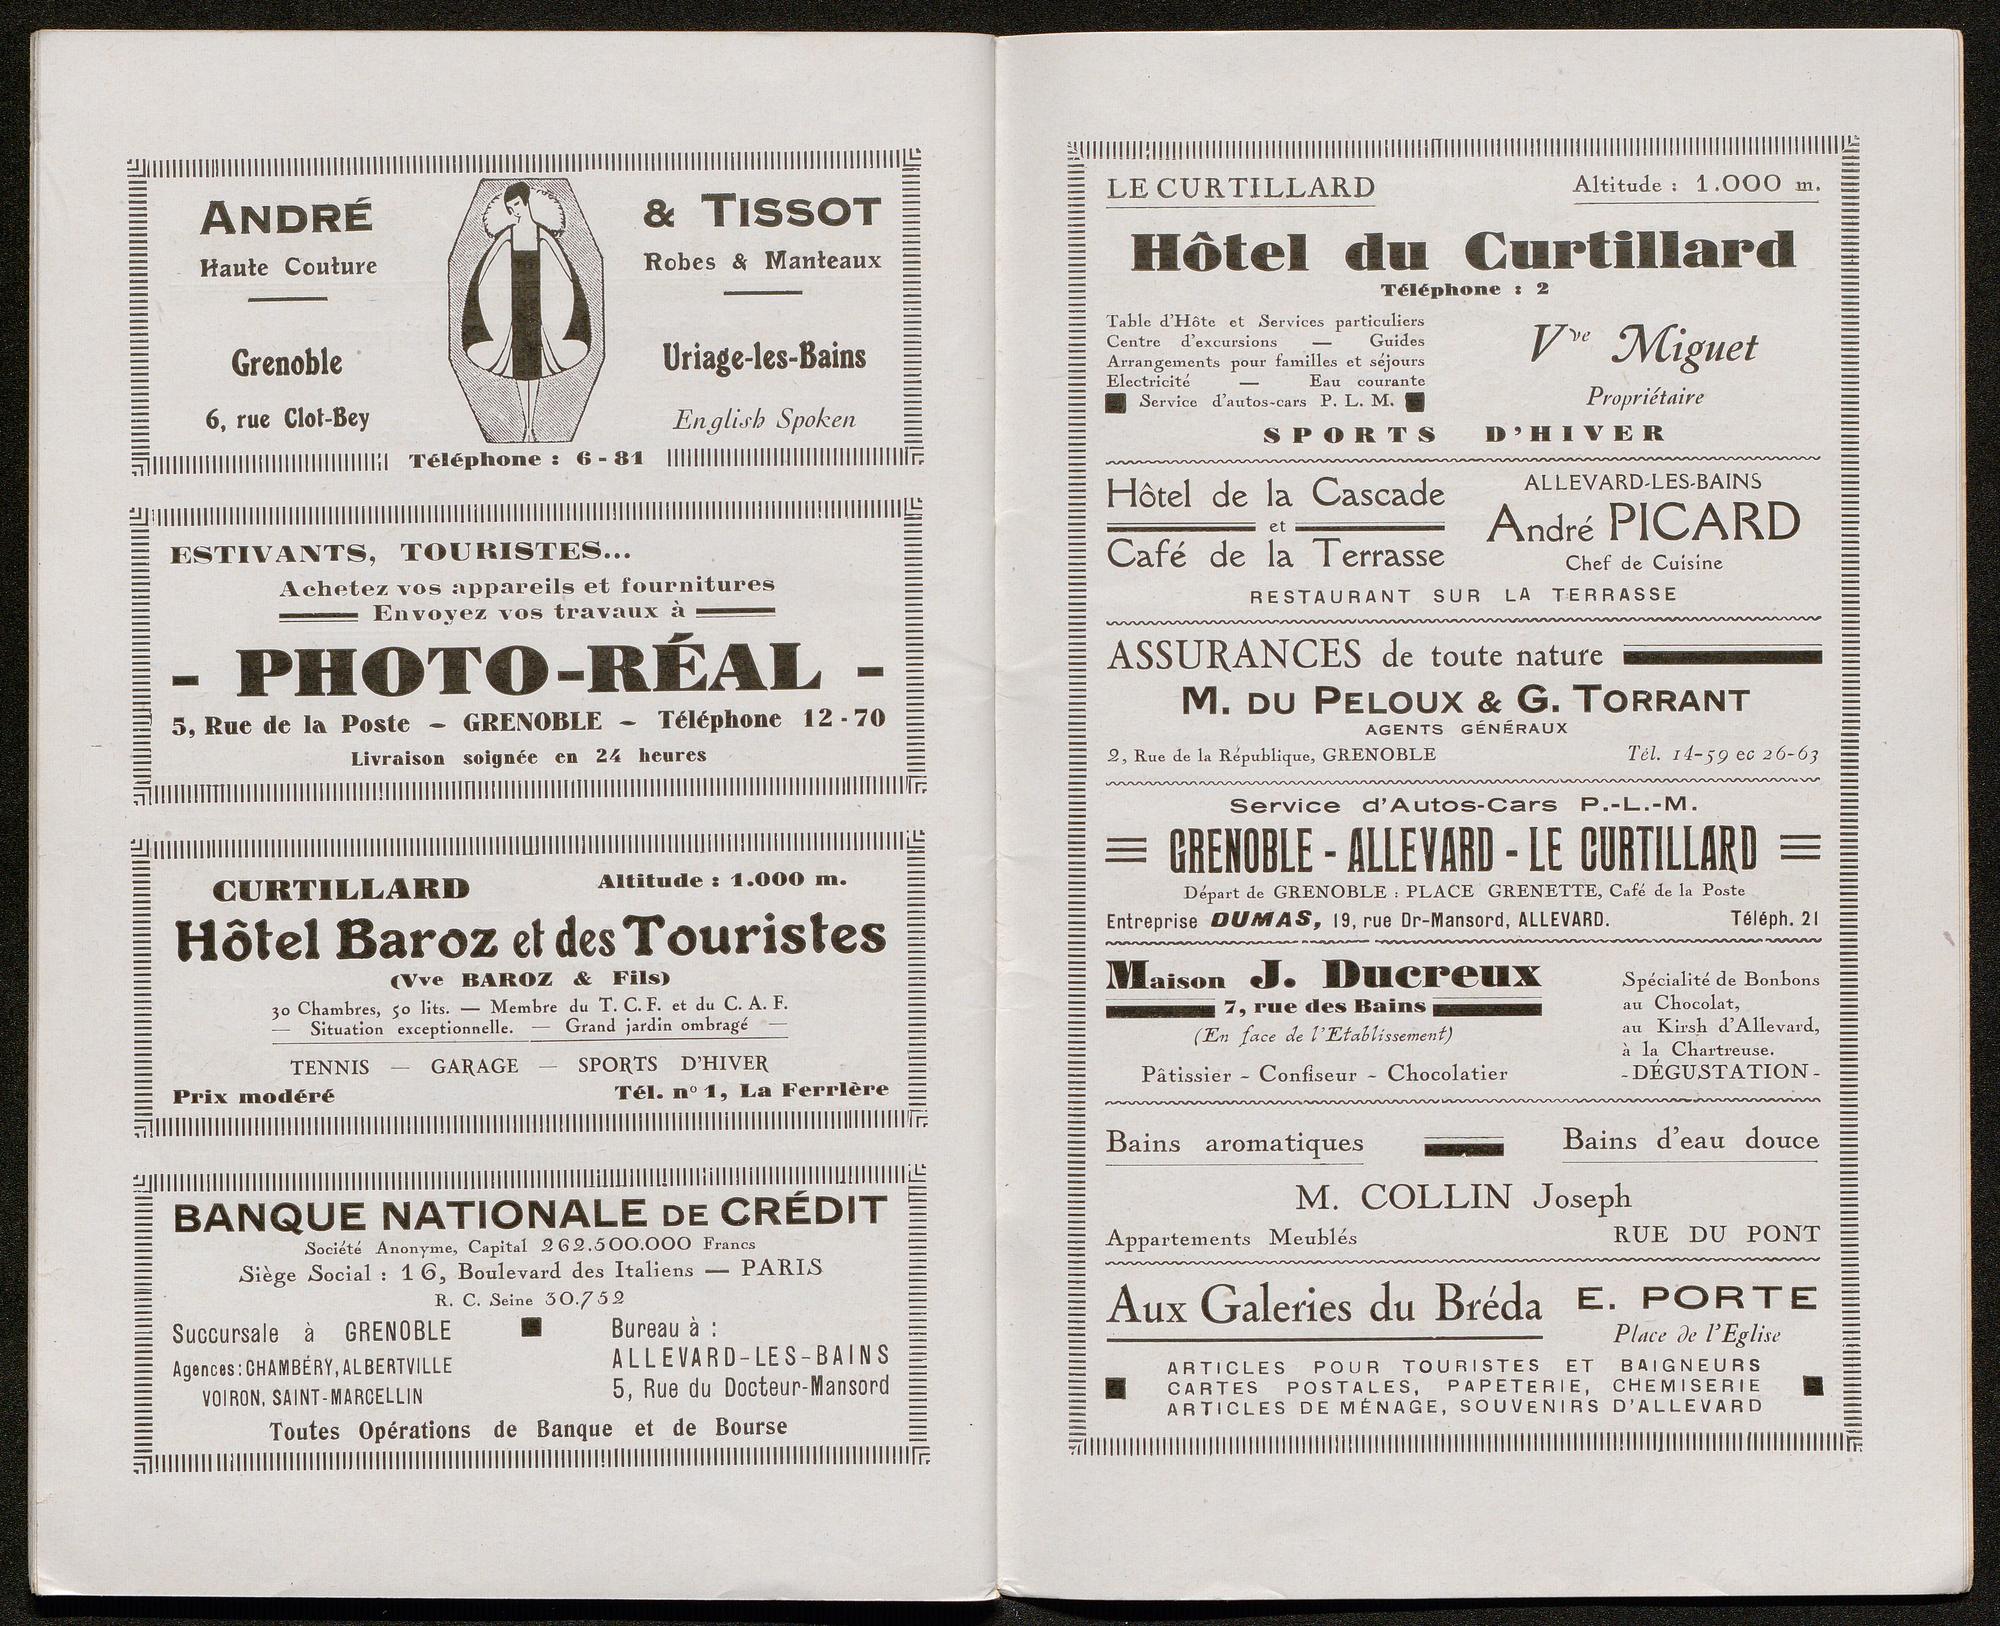 ANDRÉ & TISSOT
Haute Couture
Robes & Manteaux
Grenoble
Uriage-les-Bains
6, rue Clot-Bey
English Spoken
Téléphone : 6-81
ESTIVANTS, TOURISTES...
Achetez vos appareils et fournitures
Envoyez vos travaux à
- PHOTO-RÉAL -
5, Rue de la Poste - GRENOBLE - Téléphone 12-70
Livraison soignée en 24 heures
CURTILLARD Altitude : 1.000 m.
Hôtel Baroz et des Touristes
(Vve BAROZ & Fils)
30 Chambres, 50 lits. — Membre du T. C. F. et du C. A. F.
— Situation exceptionnelle. — Grand jardin ombragé —
TENNIS — GARAGE — SPORTS D'HIVER
Prix modéré Tél. n° 1, La Ferrière
BANQUE NATIONALE DE CRÉDIT
Société Anonyme, Capital 262.500.000 Francs
Siège Social : 16, Boulevard des Italiens — PARIS
R. C. Seine 30.752
Succursale à GRENOBLE
Agences : CHAMBÉRY, ALBERTVILLE
VOIRON, SAINT-MARCELLIN
Bureau à :
ALLEVARD-LES-BAINS
5, Rue du Docteur-Mansord
Toutes Opérations de Banque et de Bourse
LE CURTILLARD Altitude : 1.000 m.
Hôtel du Curtillard
Téléphone : 2
Table d'Hôte et Services particuliers
Centre d'excursions — Guides
Arrangements pour familles et séjours
Electricité — Eau courante
Service d'autos-cars P. L. M.
Vve Miguet
Propriétaire
SPORTS D'HIVER
Hôtel de la Cascade
et
Café de la Terrasse
ALLEVARD-LES-BAINS
André PICARD
Chef de Cuisine
RESTAURANT SUR LA TERRASSE
ASSURANCES de toute nature
M. DU PELOUX & G. TORRANT
AGENTS GÉNÉRAUX
2, Rue de la République, GRENOBLE Tél. 14-59 et 26-63
Service d'Autos-Cars P.-L.-M.
GRENOBLE - ALLEVARD - LE CURTILLARD
Départ de GRENOBLE : PLACE GRENETTE, Café de la Poste
Entreprise DUMAS, 19, rue Dr-Mansord, ALLEVARD. Téléph. 21
Maison J. Ducreux
7, rue des Bains
(En face de l'Etablissement)
Pâtissier - Confiseur - Chocolatier
Spécialité de Bonbons
au Chocolat,
au Kirsh d'Allevard,
à la Chartreuse.
- DÉGUSTATION -
Bains aromatiques Bains d'eau douce
M. COLLIN Joseph
Appartements Meublés RUE DU PONT
Aux Galeries du Bréda
E. PORTE
Place de l'Eglise
ARTICLES POUR TOURISTES ET BAIGNEURS
CARTES POSTALES, PAPETERIE, CHEMISERIE
ARTICLES DE MÉNAGE, SOUVENIRS D'ALLEVARD